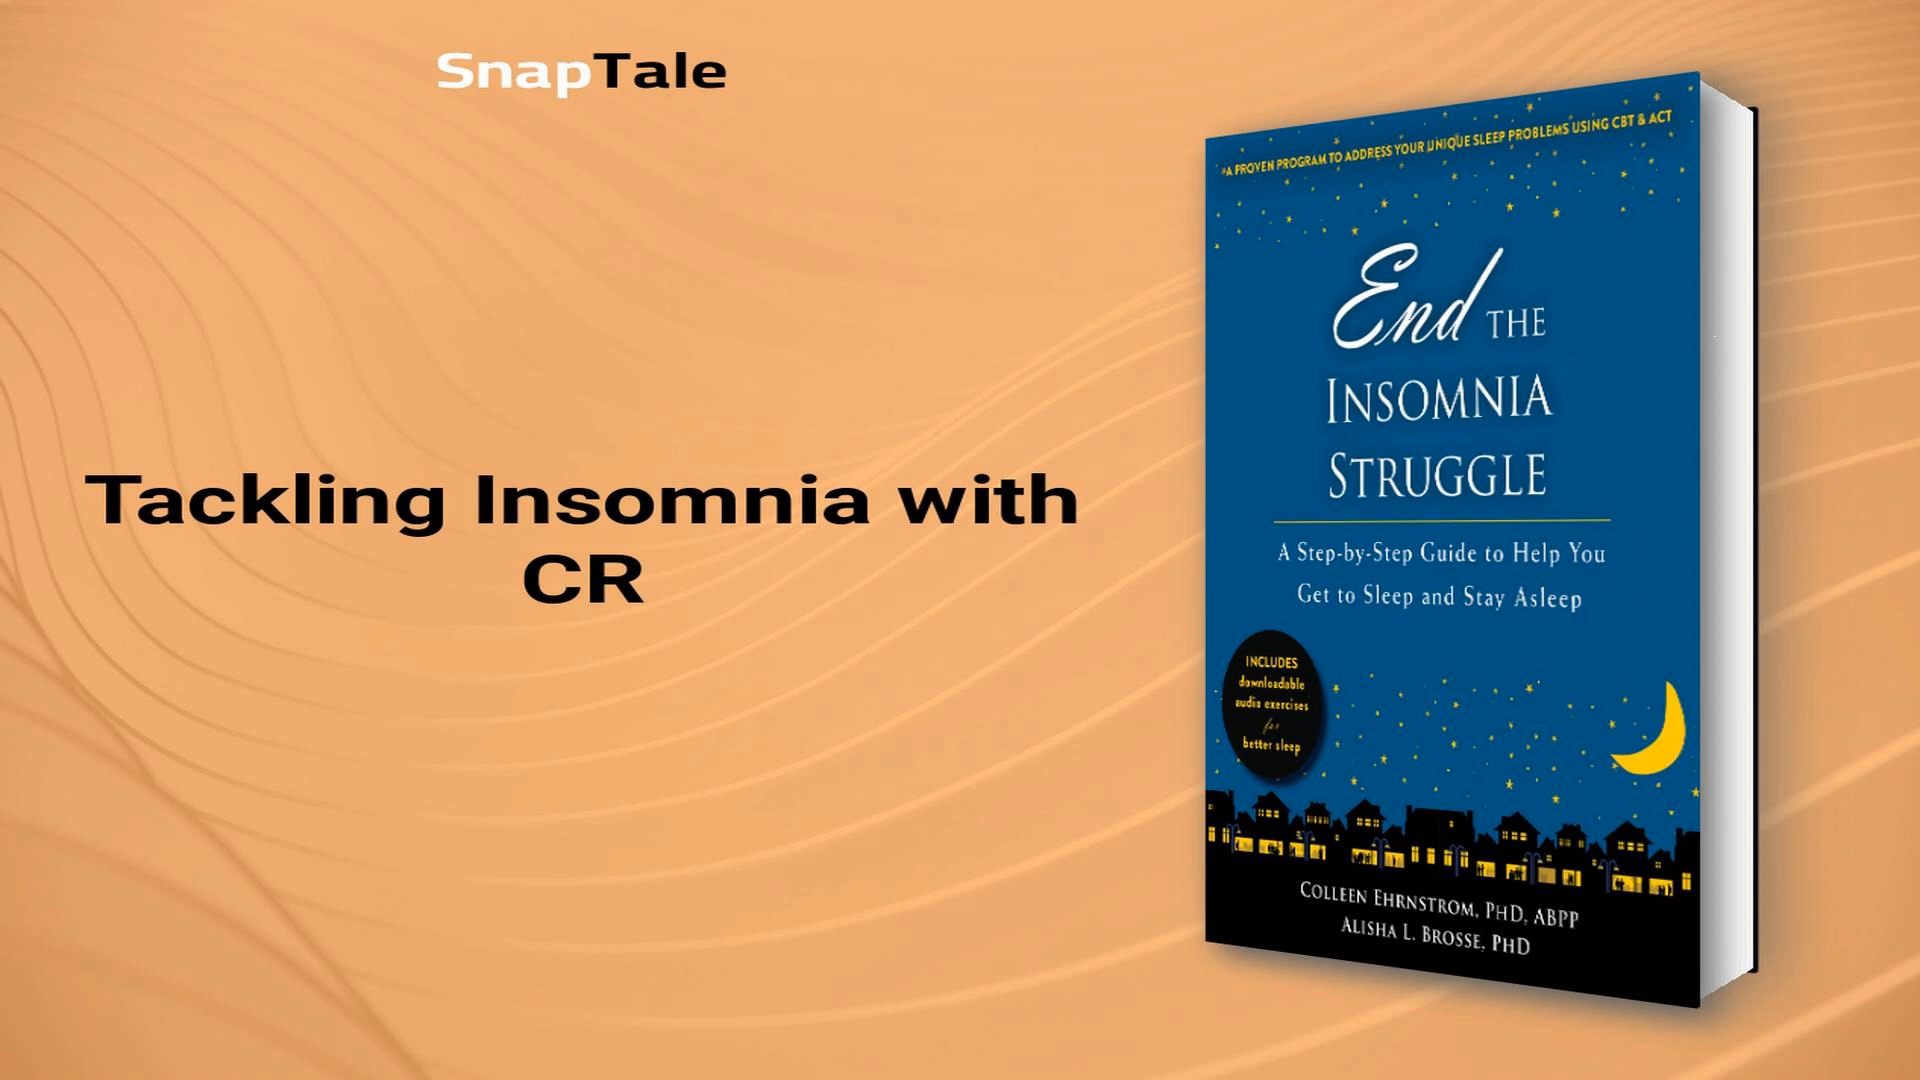 SnapTale
Tackling Insomnia with
CR
"A PROVEN PROGRAM TO ADDRESS YOUR UNIQUE SLEEP PROBLEMS USING CBT & ACT
End THE
INSOMNIA
STRUGGLE
A Step-by-Step Guide to Help You
Get to Sleep and Stay Asleep
INCLUDES
downloadable
audio exercises
for
better sleep
COLLEEN EHRNSTROM, PHD, ABPP
ALISHA L. BROSSE, PHD